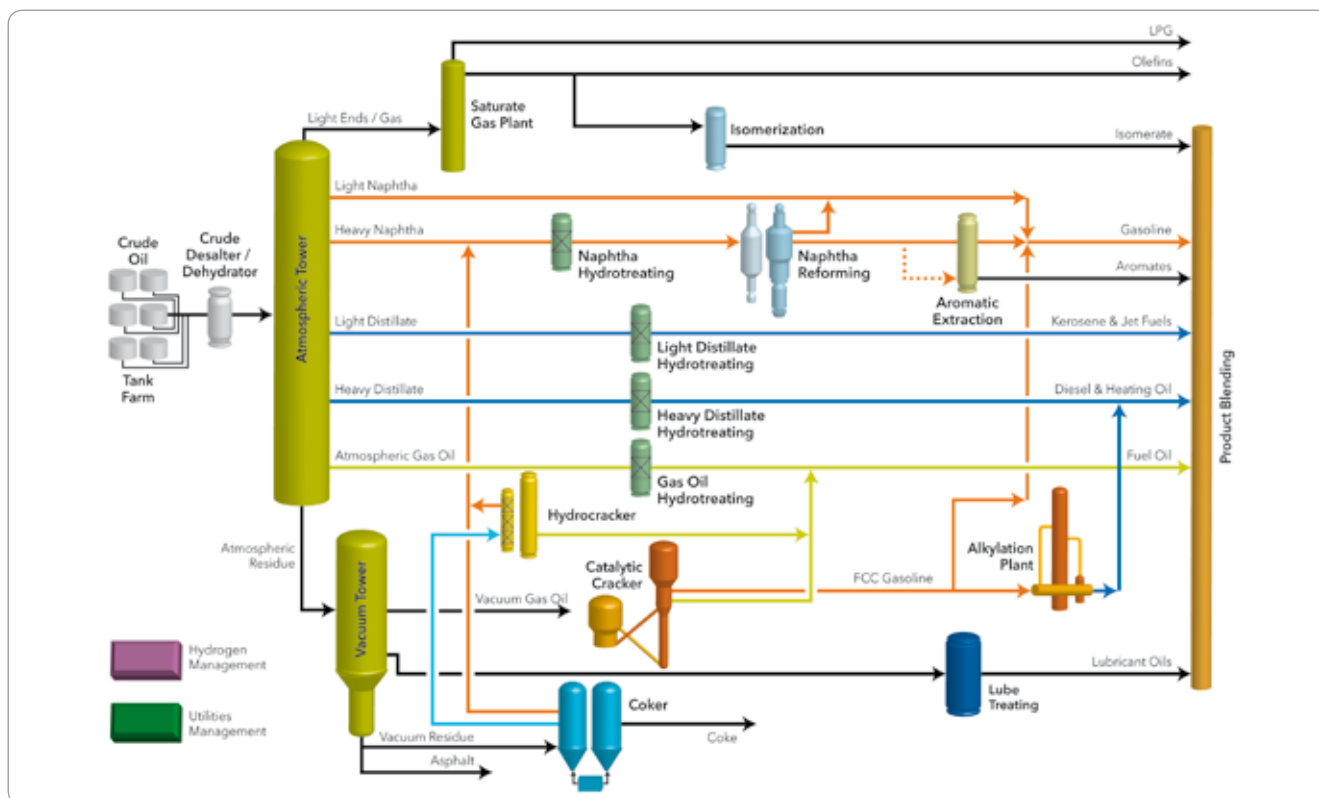 LPG
Olefins
Saturate
Gas Plant
Light Ends / Gas
Isomerization
Isomerate
Light Naphtha
Heavy Naphtha
Crude
Oil
Crude
Desalter /
Dehydrator
Atmospheric Tower
Naphtha
Hydrotreating
Naphtha
Reforming
Gasoline
Aromates
Aromatic
Extraction
Light Distillate
Light Distillate
Hydrotreating
Kerosene & Jet Fuels
Tank
Farm
Heavy Distillate
Heavy Distillate
Hydrotreating
Diesel & Heating Oil
Product Blending
Atmospheric Gas Oil
Gas Oil
Hydrotreating
Fuel Oil
Hydrocracker
Atmospheric
Residue
Vacuum Tower
Catalytic
Cracker
FCC Gasoline
Alkylation
Plant
Vacuum Gas Oil
Hydrogen
Management
Lubricant Oils
Lube
Treating
Utilities
Management
Coker
Coke
Vacuum Residue
Asphalt